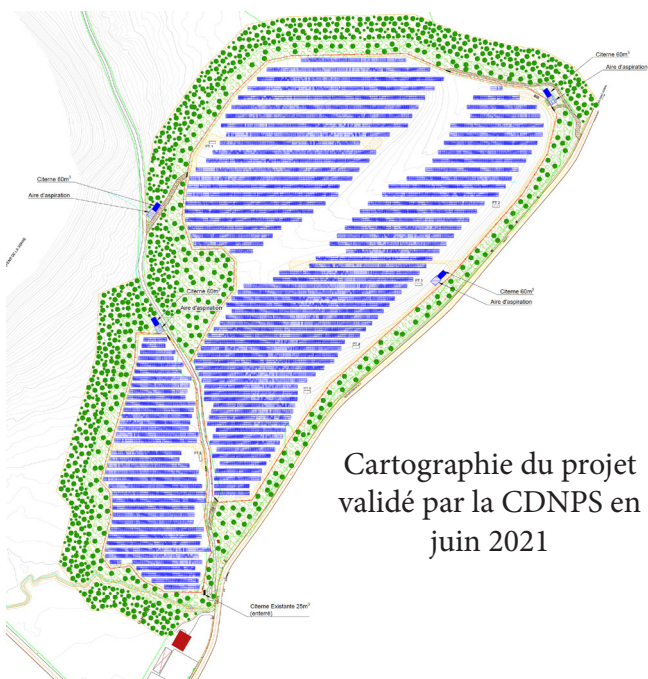 Citerne 60m³
Aire d'aspiration
Citerne 60m³
Aire d'aspiration
Citerne 60m³
Aire d'aspiration
Citerne 60m³
Aire d'aspiration
Cartographie du projet
validé par la CDNPS en
juin 2021
Citerne Existante 25m³
(enterré)